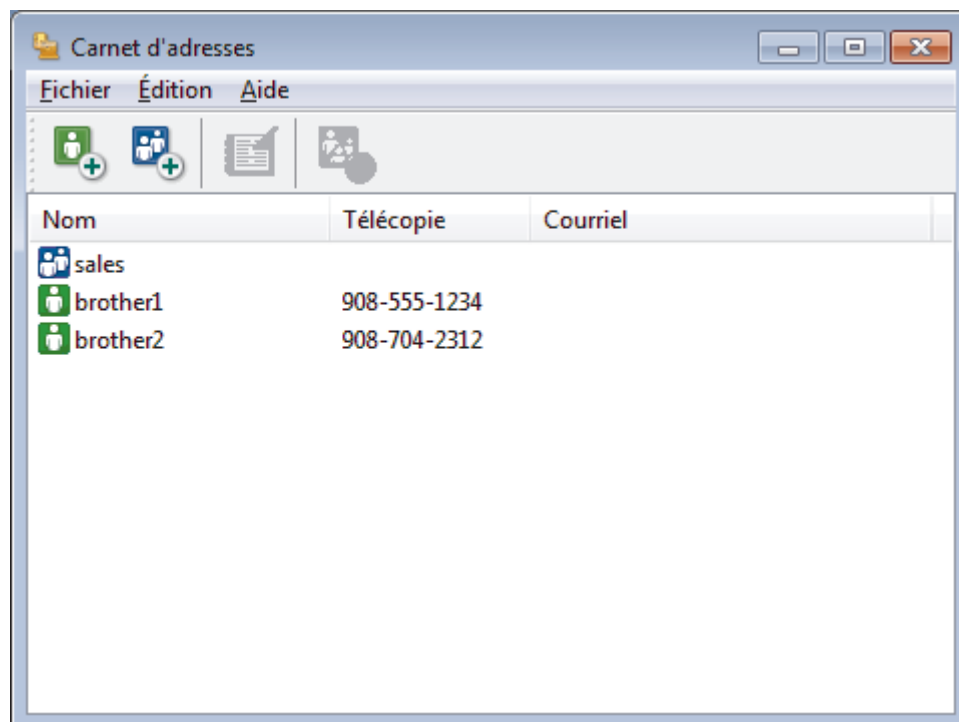 Carnet d'adresses
Fichier Édition Aide
Nom Télécopie Courriel
sales
brother1 908-555-1234
brother2 908-704-2312